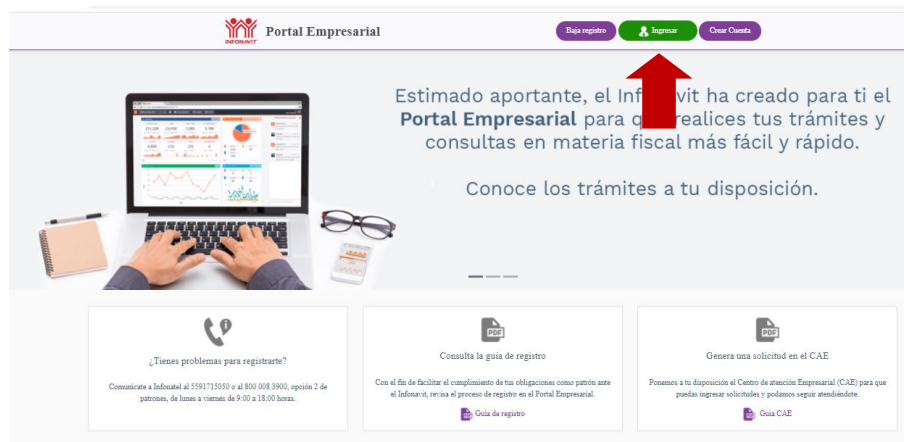 INFONAVIT
Portal Empresarial
Baja registro
Ingresar
Crear Cuenta
Estimado aportante, el Inf vit ha creado para ti el
Portal Empresarial para q realices tus trámites y
consultas en materia fiscal más fácil y rápido.
Conoce los trámites a tu disposición.
¿Tienes problemas para registrarte?
Comunícate a Infonatel al 5591715050 o al 800 008 3900, opción 2 de
patrones, de lunes a viernes de 9:00 a 18:00 horas.
PDF
Consulta la guía de registro
Con el fin de facilitar el cumplimiento de tus obligaciones como patrón ante
el Infonavit, revisa el proceso de registro en el Portal Empresarial.
Guía de registro
PDF
Genera una solicitud en el CAE
Ponemos a tu disposición el Centro de atención Empresarial (CAE) para que
puedas ingresar solicitudes y podamos seguir atendiéndote.
Guía CAE